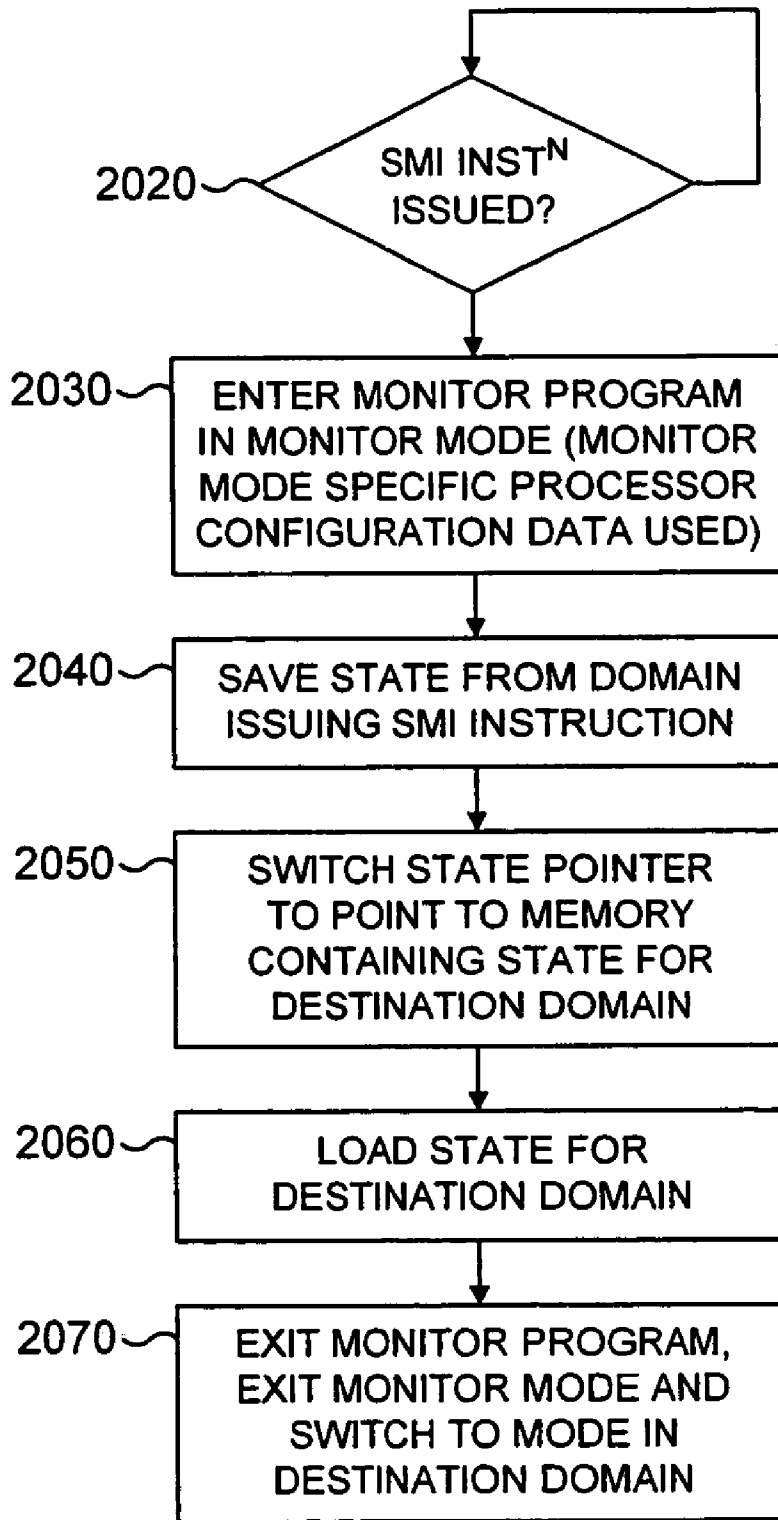 2020
SMI INSTᴺ
ISSUED?
2030
ENTER MONITOR PROGRAM
IN MONITOR MODE (MONITOR
MODE SPECIFIC PROCESSOR
CONFIGURATION DATA USED)
2040
SAVE STATE FROM DOMAIN
ISSUING SMI INSTRUCTION
2050
SWITCH STATE POINTER
TO POINT TO MEMORY
CONTAINING STATE FOR
DESTINATION DOMAIN
2060
LOAD STATE FOR
DESTINATION DOMAIN
2070
EXIT MONITOR PROGRAM,
EXIT MONITOR MODE AND
SWITCH TO MODE IN
DESTINATION DOMAIN